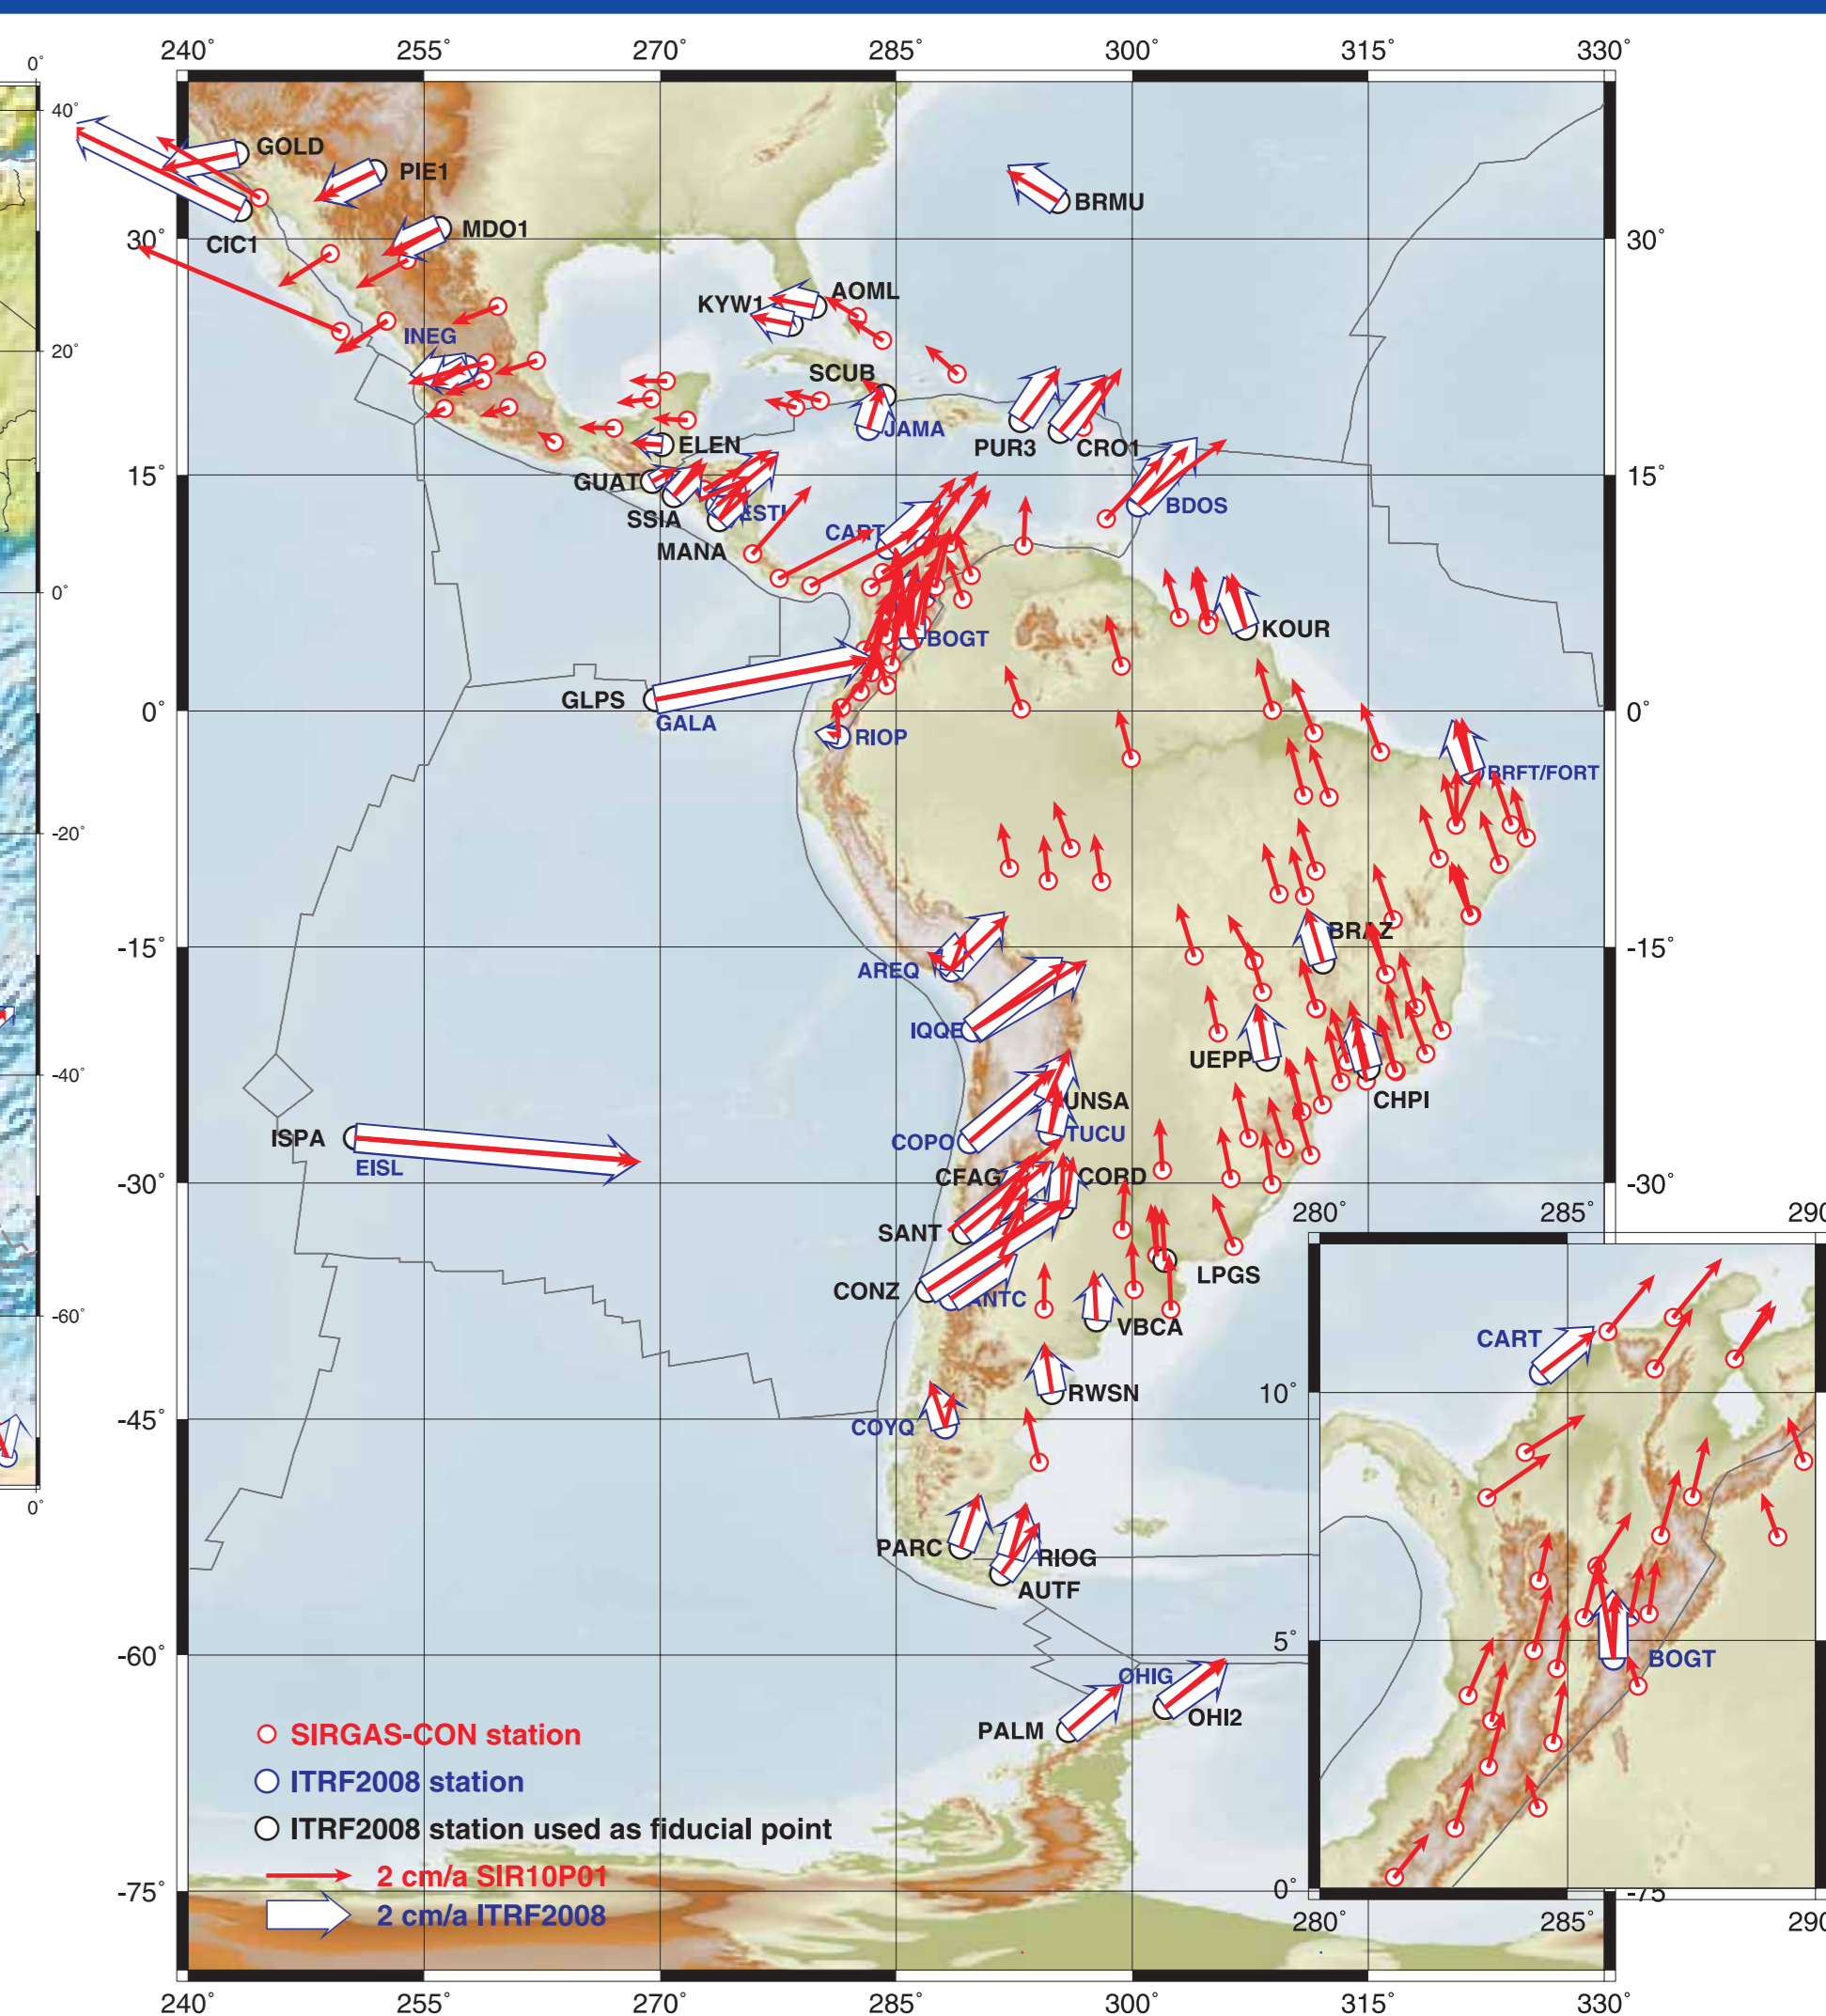 240° 255° 270° 285° 300° 315° 330°
0°
40°
20°
0°
-20°
-40°
-60°
0°
GOLD
PIE1
BRMU
CIC1
MDO1
30° 30°
KYW1 AOML
INEG
SCUB
JAMA
PUR3 CRO1
ELEN
15° 15°
GUAT
SSIA ESTI
BDOS
MANA
CART
BOGT
KOUR
GLPS
GALA
0° 0°
RIOP
BRFT/FORT
BRAZ
-15° -15°
AREQ
IQQE
UEPP
UNSA
CHPI
COPO TUCU
ISPA
EISL
CFAG CORD
-30° -30°
SANT
LPGS
CONZ ANTC
VBCA
RWSN
-45°
COYQ
PARC RIOG
AUTF
-60°
OHIG
PALM OHI2
-75° -75
280° 285° 290
CART
10°
5°
BOGT
0°
280° 285° 290
SIRGAS-CON station
ITRF2008 station
ITRF2008 station used as fiducial point
2 cm/a SIR10P01
2 cm/a ITRF2008
240° 255° 270° 285° 300° 315° 330°